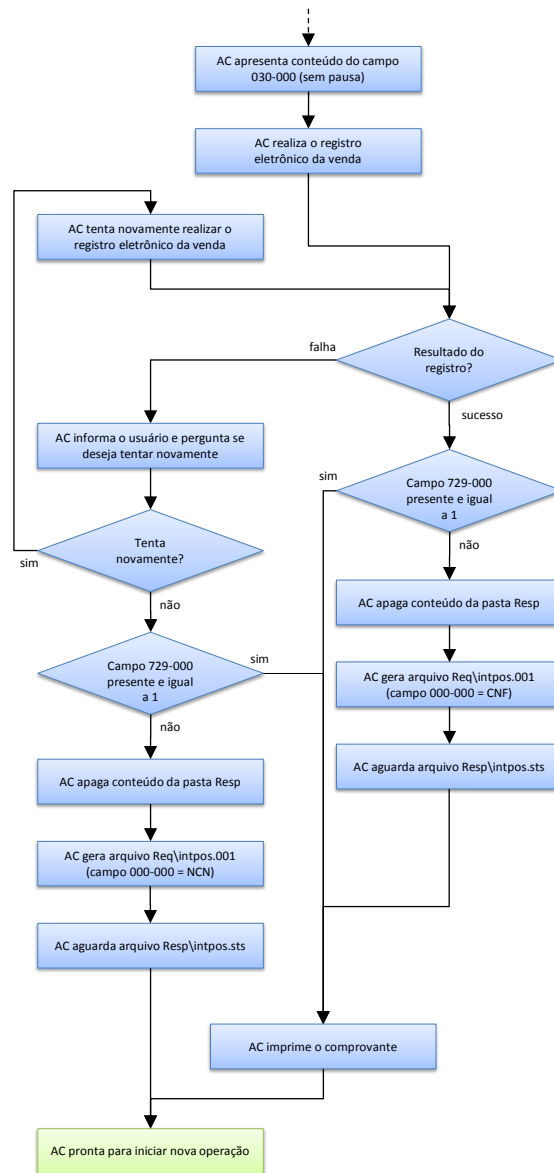 AC apresenta conteúdo do campo
030-000 (sem pausa)
AC realiza o registro
eletrônico da venda
AC tenta novamente realizar o
registro eletrônico da venda
Resultado do
registro?
falha
sucesso
AC informa o usuário e pergunta se
deseja tentar novamente
Campo 729-000
presente e igual
a 1
sim
não
Tenta
novamente?
sim
não
AC apaga conteúdo da pasta Resp
Campo 729-000
presente e igual
a 1
sim
não
AC gera arquivo Req\intpos.001
(campo 000-000 = CNF)
AC aguarda arquivo Resp\intpos.sts
AC apaga conteúdo da pasta Resp
AC gera arquivo Req\intpos.001
(campo 000-000 = NCN)
AC aguarda arquivo Resp\intpos.sts
AC imprime o comprovante
AC pronta para iniciar nova operação